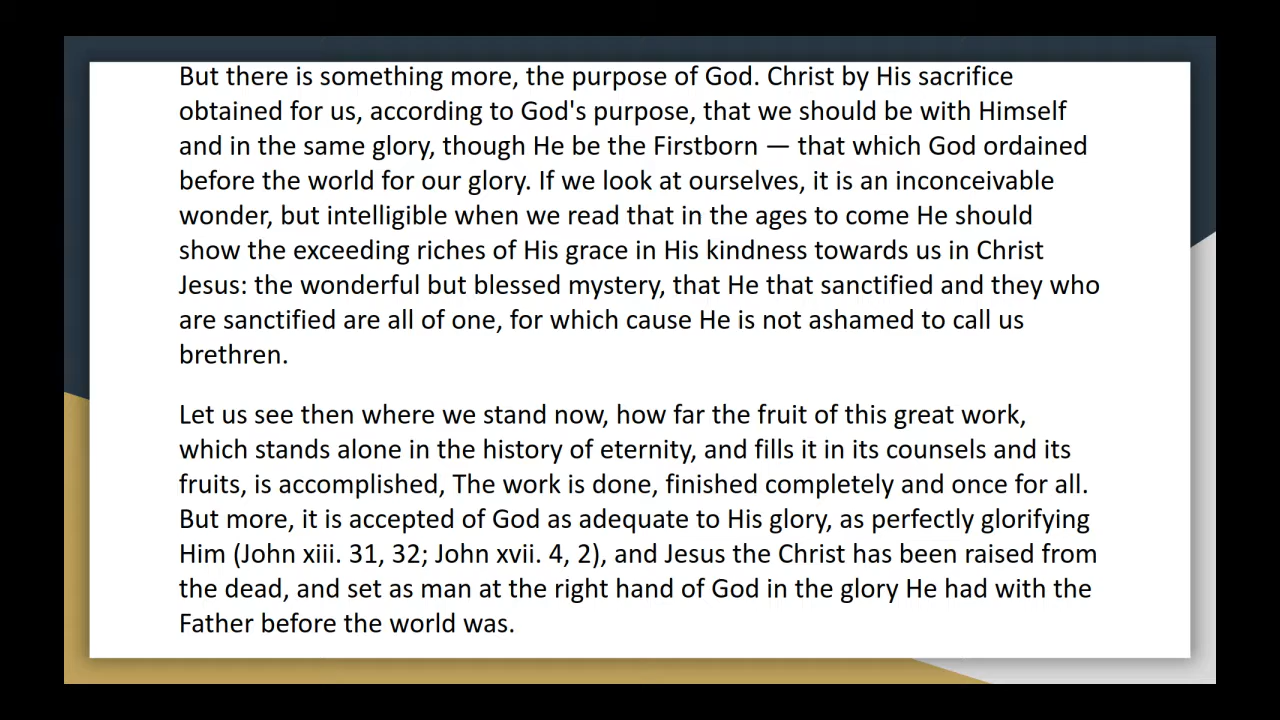 But there is something more, the purpose of God. Christ by His sacrifice
obtained for us, according to God's purpose, that we should be with Himself
and in the same glory, though He be the Firstborn — that which God ordained
before the world for our glory. If we look at ourselves, it is an inconceivable
wonder, but intelligible when we read that in the ages to come He should
show the exceeding riches of His grace in His kindness towards us in Christ
Jesus: the wonderful but blessed mystery, that He that sanctified and they who
are sanctified are all of one, for which cause He is not ashamed to call us
brethren.
Let us see then where we stand now, how far the fruit of this great work,
which stands alone in the history of eternity, and fills it in its counsels and its
fruits, is accomplished, The work is done, finished completely and once for all.
But more, it is accepted of God as adequate to His glory, as perfectly glorifying
Him (John xiii. 31, 32; John xvii. 4, 2), and Jesus the Christ has been raised from
the dead, and set as man at the right hand of God in the glory He had with the
Father before the world was.